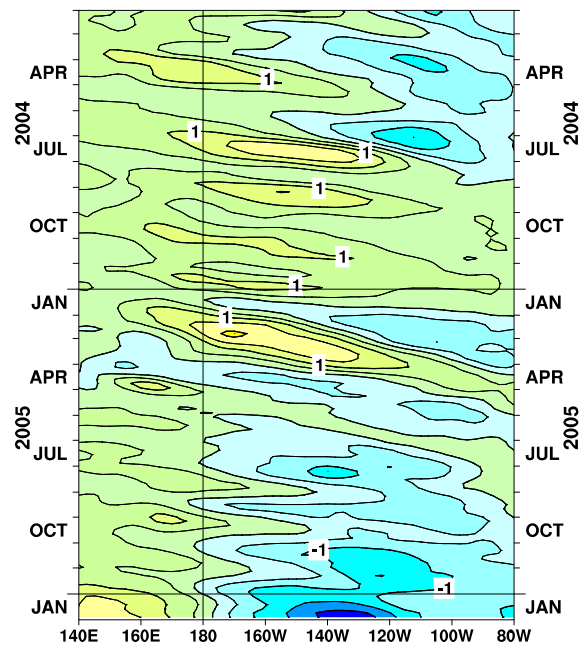 APR APR
1
2004 2004
1
JUL JUL
1
1
OCT OCT
1
1
JAN JAN
1
1
APR APR
2005 2005
JUL JUL
OCT OCT
-1
-1
JAN JAN
140E 160E 180 160W 140W 120W 100W 80W